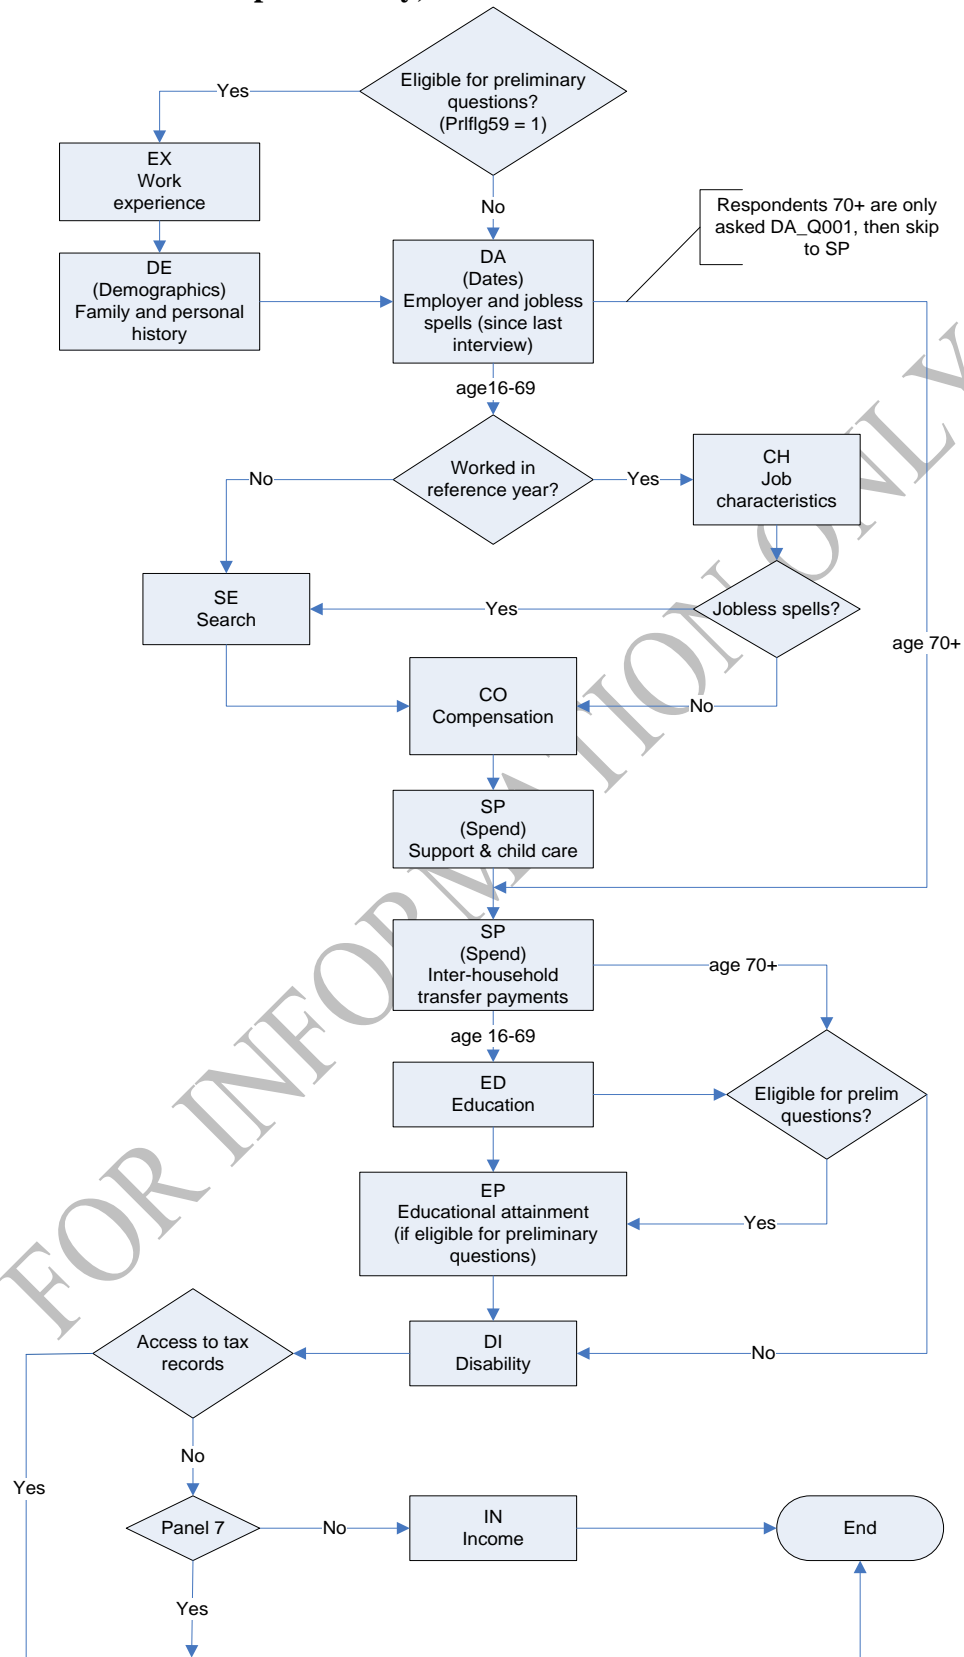 Eligible for preliminary
questions?
(Prlflg59 = 1)
Yes
No
EX
Work
experience
DE
(Demographics)
Family and personal
history
DA
(Dates)
Employer and jobless
spells (since last
interview)
Respondents 70+ are only
asked DA_Q001, then skip
to SP
age16-69
Worked in
reference year?
No
Yes
CH
Job
characteristics
SE
Search
Yes
Jobless spells?
age 70+
CO
Compensation
No
SP
(Spend)
Support & child care
SP
(Spend)
Inter-household
transfer payments
age 70+
age 16-69
ED
Education
Eligible for prelim
questions?
EP
Educational attainment
(if eligible for preliminary
questions)
Yes
Access to tax
records
DI
Disability
No
No
Yes
Panel 7
No
IN
Income
End
Yes
FOR INFORMATION ONLY